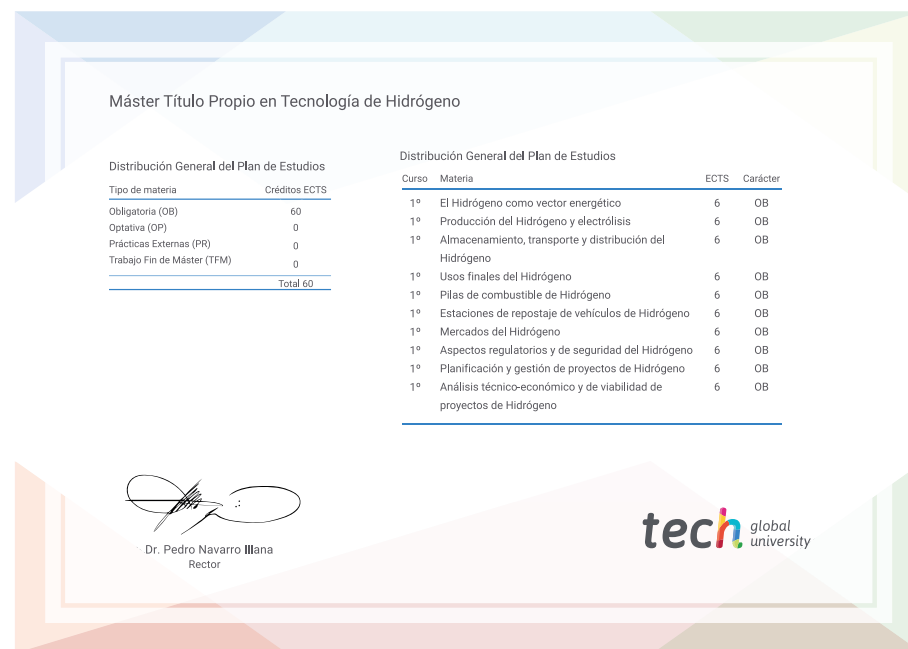 Máster Título Propio en Tecnología de Hidrógeno
Distribución General del Plan de Estudios
Tipo de materia Créditos ECTS
Obligatoria (OB) 60
Optativa (OP) 0
Prácticas Externas (PR) 0
Trabajo Fin de Máster (TFM) 0
Total 60
Distribución General del Plan de Estudios
Curso Materia ECTS Carácter
1º El Hidrógeno como vector energético 6 OB
1º Producción del Hidrógeno y electrólisis 6 OB
1º Almacenamiento, transporte y distribución del 6 OB
Hidrógeno
1º Usos finales del Hidrógeno 6 OB
1º Pilas de combustible de Hidrógeno 6 OB
1º Estaciones de repostaje de vehículos de Hidrógeno 6 OB
1º Mercados del Hidrógeno 6 OB
1º Aspectos regulatorios y de seguridad del Hidrógeno 6 OB
1º Planificación y gestión de proyectos de Hidrógeno 6 OB
1º Análisis técnico-económico y de viabilidad de 6 OB
proyectos de Hidrógeno
Dr. Pedro Navarro Illana
Rector
tech global
university